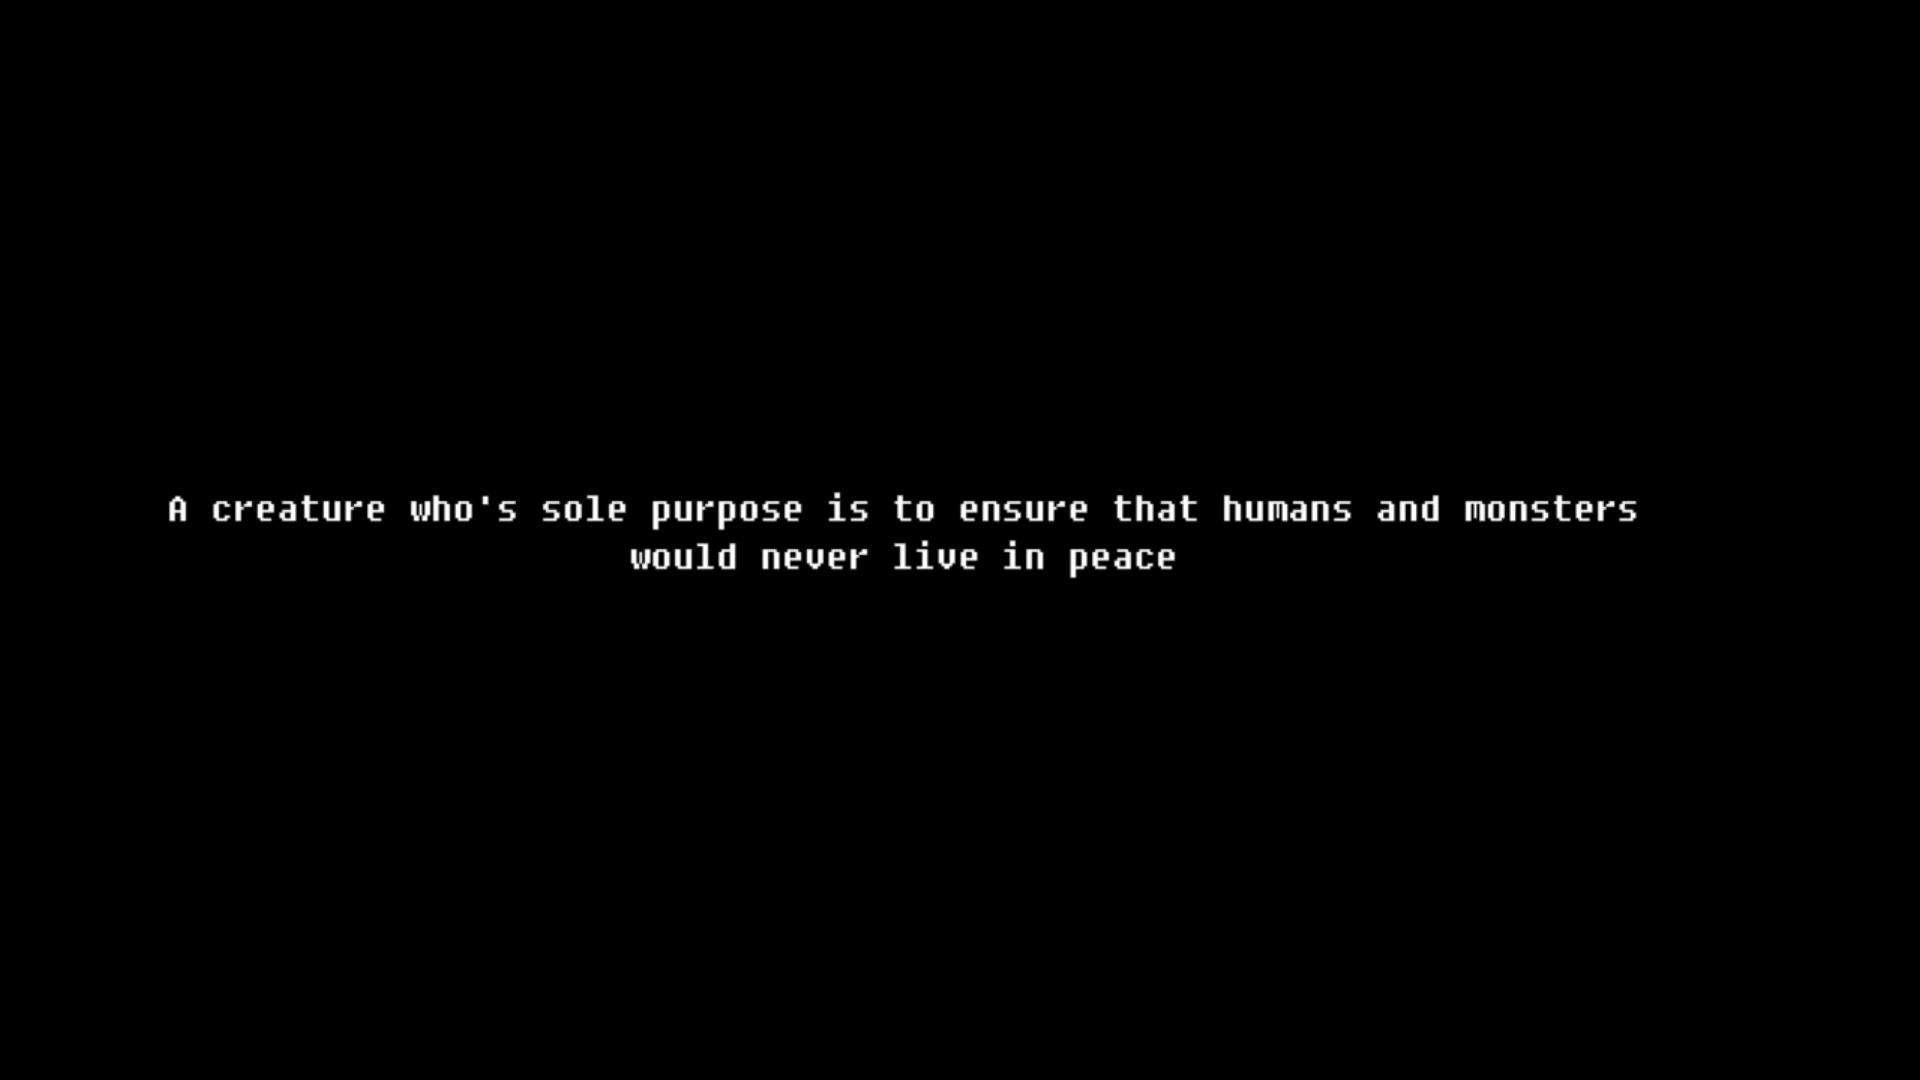 A creature who's sole purpose is to ensure that humans and monsters
would never live in peace